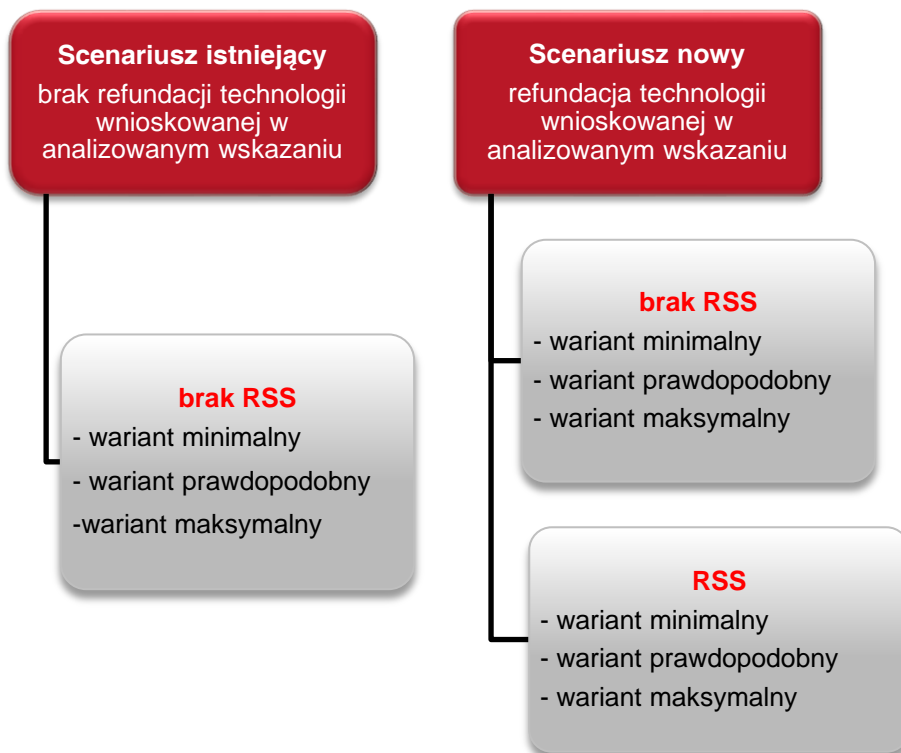 Scenariusz istniejący
brak refundacji technologii
wnioskowanej w
analizowanym wskazaniu
brak RSS
- wariant minimalny
- wariant prawdopodobny
-wariant maksymalny
Scenariusz nowy
refundacja technologii
wnioskowanej w
analizowanym wskazaniu
brak RSS
- wariant minimalny
- wariant prawdopodobny
- wariant maksymalny
RSS
- wariant minimalny
- wariant prawdopodobny
- wariant maksymalny